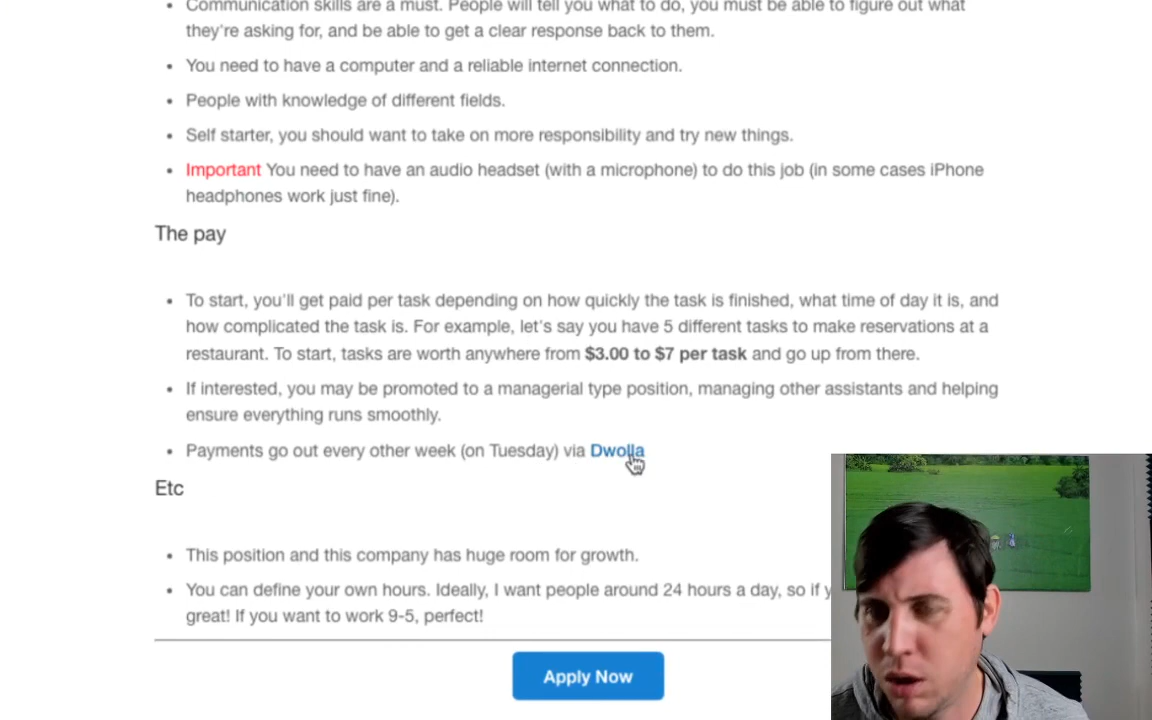 Communication skills are a must. People will tell you what to do, you must be able to figure out what
they're asking for, and be able to get a clear response back to them.
You need to have a computer and a reliable internet connection.
People with knowledge of different fields.
Self starter, you should want to take on more responsibility and try new things.
Important You need to have an audio headset (with a microphone) to do this job (in some cases iPhone
headphones work just fine).
The pay
To start, you'll get paid per task depending on how quickly the task is finished, what time of day it is, and
how complicated the task is. For example, let's say you have 5 different tasks to make reservations at a
restaurant. To start, tasks are worth anywhere from $3.00 to $7 per task and go up from there.
If interested, you may be promoted to a managerial type position, managing other assistants and helping
ensure everything runs smoothly.
Payments go out every other week (on Tuesday) via Dwolla
Etc
This position and this company has huge room for growth.
You can define your own hours. Ideally, I want people around 24 hours a day, so if
great! If you want to work 9-5, perfect!
Apply Now